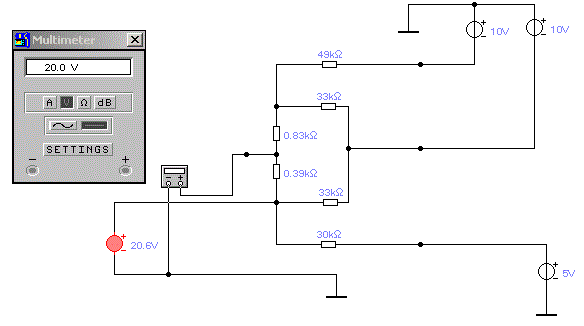 Multimeter
20.0 V
A V Ω dB
SETTINGS
− +
10V
10V
49kΩ
33kΩ
0.83kΩ
0.39kΩ
33kΩ
30kΩ
20.6V
5V